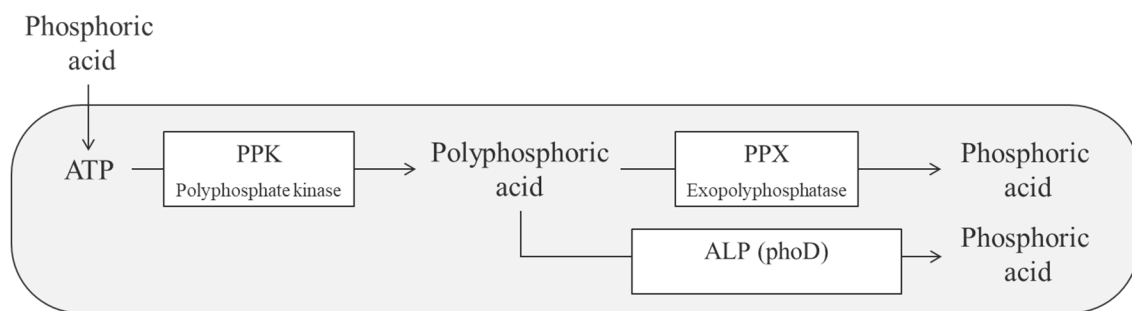 Phosphoric
acid
ATP
PPK
Polyphosphate kinase
Polyphosphoric
acid
PPX
Exopolyphosphatase
Phosphoric
acid
ALP (phoD)
Phosphoric
acid